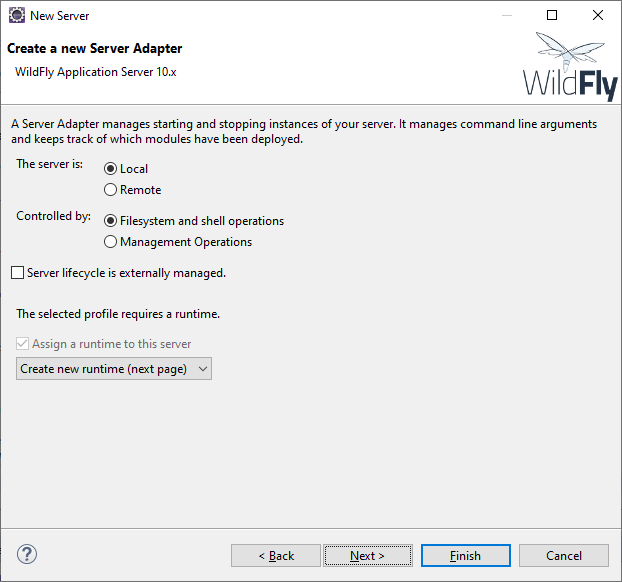 New Server
Create a new Server Adapter
WildFly Application Server 10.x
WildFly
A Server Adapter manages starting and stopping instances of your server. It manages command line arguments
and keeps track of which modules have been deployed.
The server is:
Local
Remote
Controlled by:
Filesystem and shell operations
Management Operations
Server lifecycle is externally managed.
The selected profile requires a runtime.
Assign a runtime to this server
Create new runtime (next page)
?
< Back
Next >
Finish
Cancel